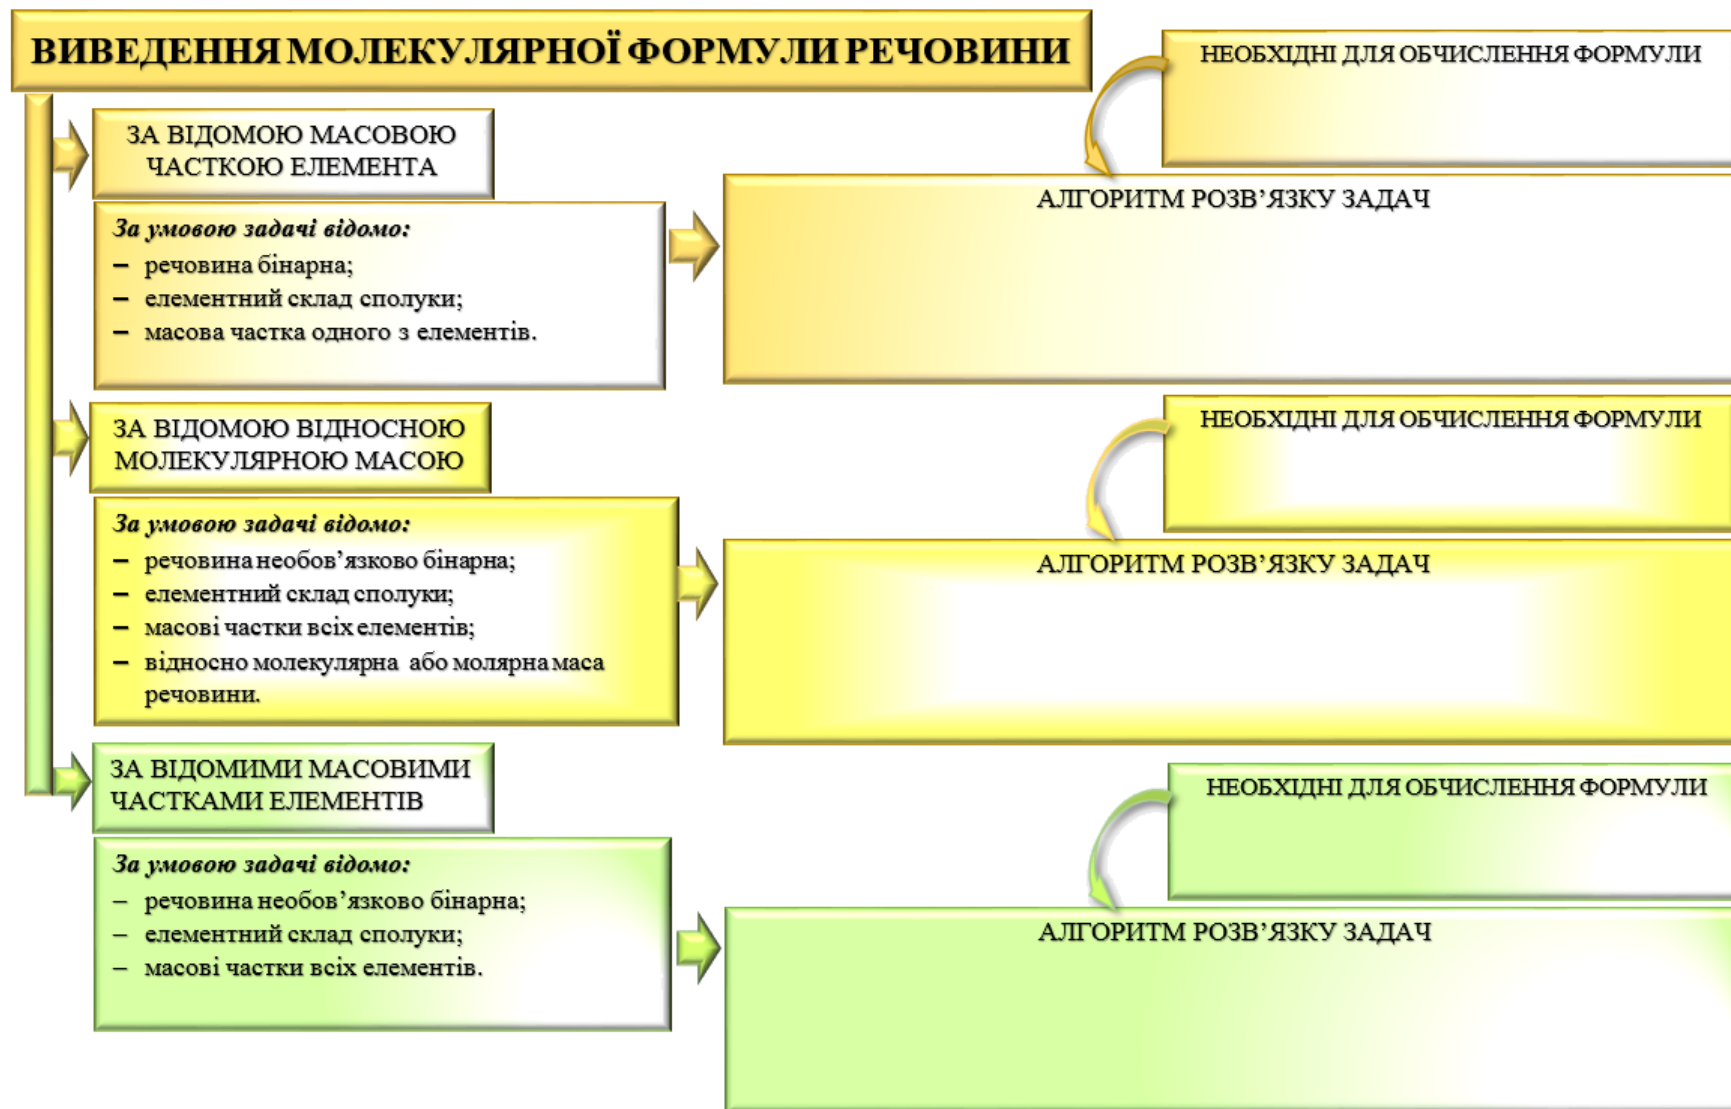 ВИВЕДЕННЯ МОЛЕКУЛЯРНОЇ ФОРМУЛИ РЕЧОВИНИ
НЕОБХІДНІ ДЛЯ ОБЧИСЛЕННЯ ФОРМУЛИ
ЗА ВІДОМОЮ МАСОВОЮ
ЧАСТКОЮ ЕЛЕМЕНТА
АЛГОРИТМ РОЗВ’ЯЗКУ ЗАДАЧ
За умовою задачі відомо:
– речовина бінарна;
– елементний склад сполуки;
– масова частка одного з елементів.
ЗА ВІДОМОЮ ВІДНОСНОЮ
МОЛЕКУЛЯРНОЮ МАСОЮ
НЕОБХІДНІ ДЛЯ ОБЧИСЛЕННЯ ФОРМУЛИ
За умовою задачі відомо:
– речовина необов’язково бінарна;
– елементний склад сполуки;
– масові частки всіх елементів;
– відносно молекулярна або молярна маса
речовини.
АЛГОРИТМ РОЗВ’ЯЗКУ ЗАДАЧ
ЗА ВІДОМИМИ МАСОВИМИ
ЧАСТКАМИ ЕЛЕМЕНТІВ
НЕОБХІДНІ ДЛЯ ОБЧИСЛЕННЯ ФОРМУЛИ
За умовою задачі відомо:
– речовина необов’язково бінарна;
– елементний склад сполуки;
– масові частки всіх елементів.
АЛГОРИТМ РОЗВ’ЯЗКУ ЗАДАЧ